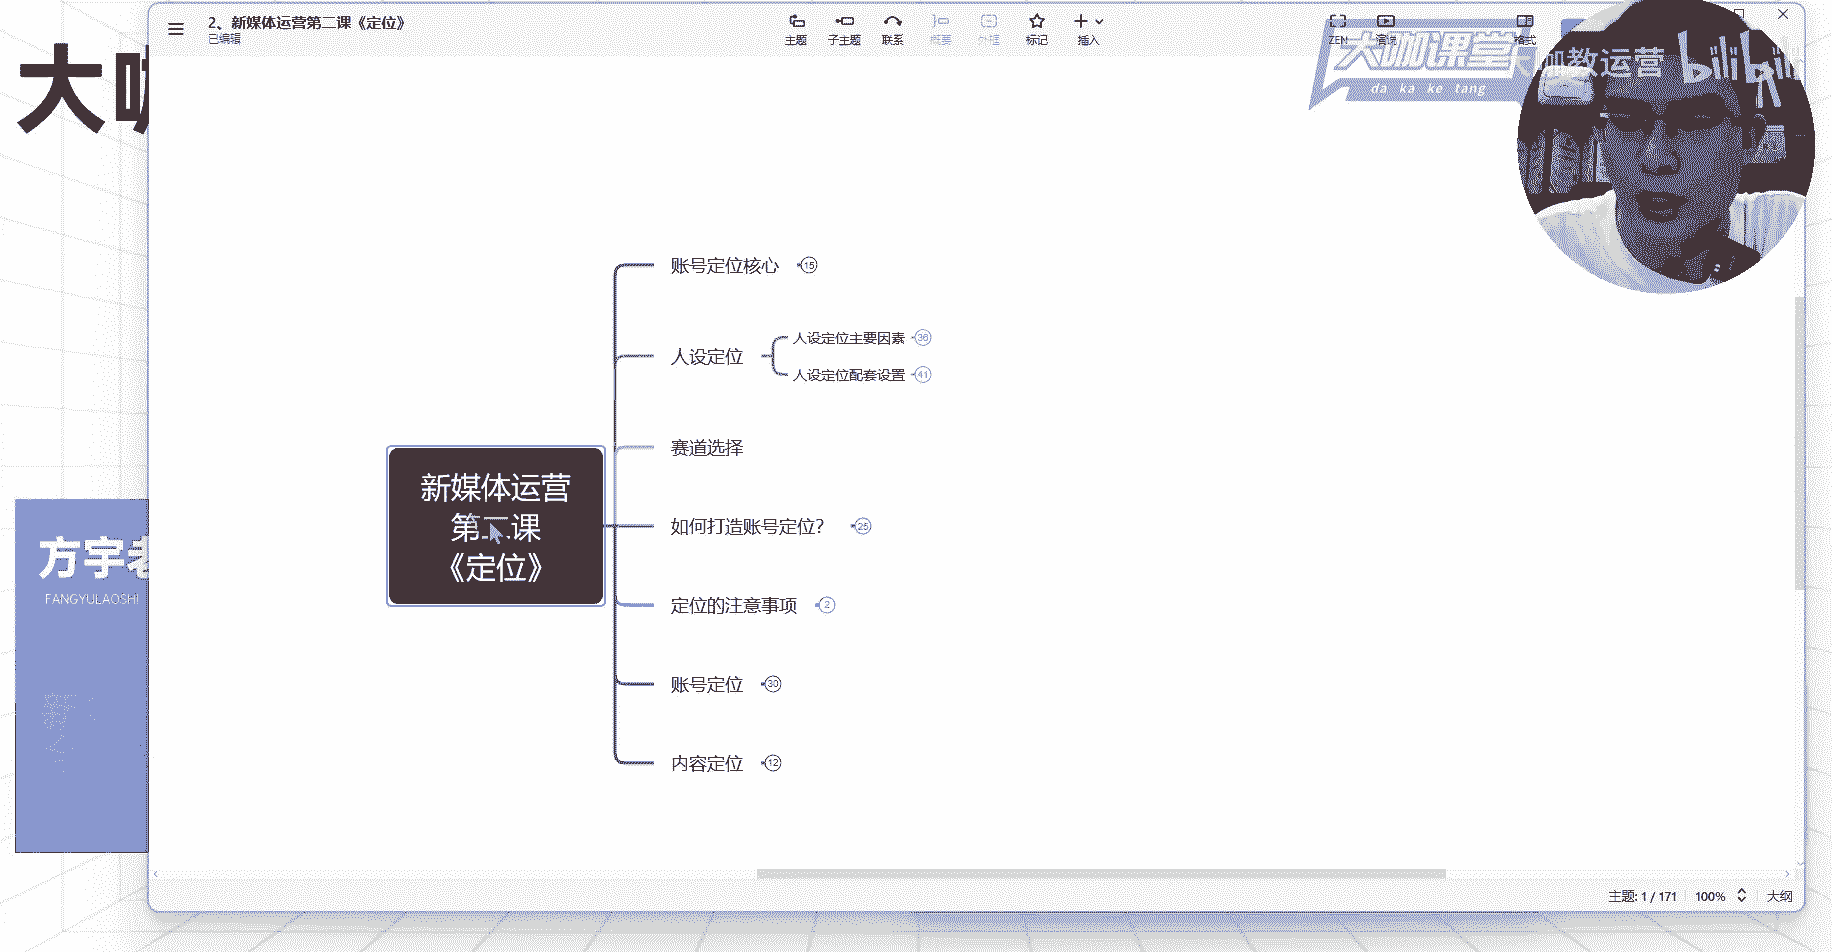 2、新媒体运营第二课《定位》
已编辑
主题
子主题
联系
概要
外框
标记
插入
ZEN
演说
格式
大咖课堂
da ka ke tang
咖教运营
bilibili
大咖
账号定位核心 15
人设定位
人设定位主要因素 36
人设定位配套设置 41
赛道选择
新媒体运营
第二课
《定位》
如何打造账号定位? 25
定位的注意事项 2
账号定位 30
内容定位 12
方宇老
FANGYULAOSHI
主题: 1 / 171
100%
大纲